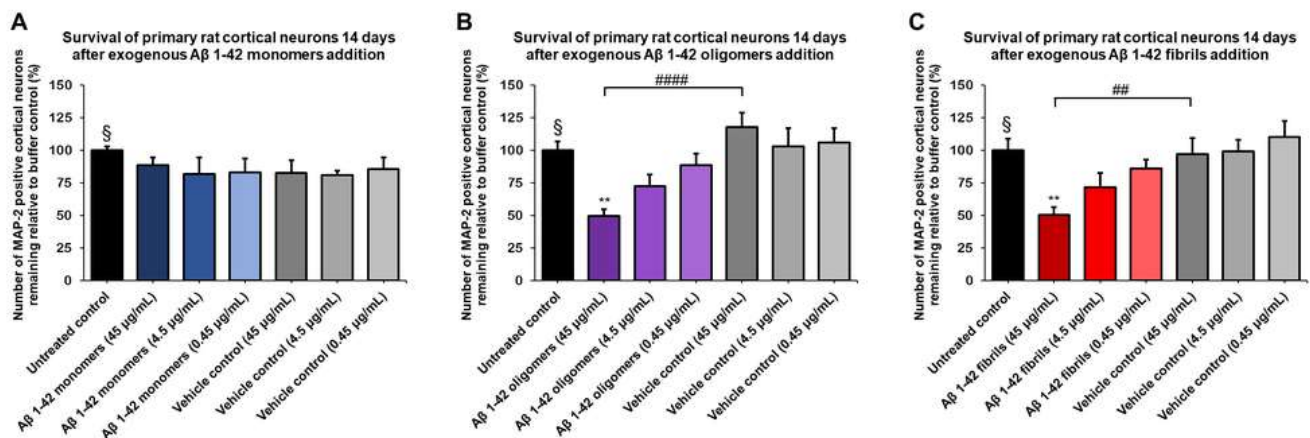 A
Survival of primary rat cortical neurons 14 days
after exogenous Aβ 1-42 monomers addition
Number of MAP-2 positive cortical neurons
remaining relative to buffer control (%)
150
125
100
75
50
25
0
§
Untreated control
Aβ 1-42 monomers (45 µg/mL)
Aβ 1-42 monomers (4.5 µg/mL)
Aβ 1-42 monomers (0.45 µg/mL)
Vehicle control (45 µg/mL)
Vehicle control (4.5 µg/mL)
Vehicle control (0.45 µg/mL)
B
Survival of primary rat cortical neurons 14 days
after exogenous Aβ 1-42 oligomers addition
Number of MAP-2 positive cortical neurons
remaining relative to buffer control (%)
150
125
100
75
50
25
0
§
**
####
Untreated control
Aβ 1-42 oligomers (45 µg/mL)
Aβ 1-42 oligomers (4.5 µg/mL)
Aβ 1-42 oligomers (0.45 µg/mL)
Vehicle control (45 µg/mL)
Vehicle control (4.5 µg/mL)
Vehicle control (0.45 µg/mL)
C
Survival of primary rat cortical neurons 14 days
after exogenous Aβ 1-42 fibrils addition
Number of MAP-2 positive cortical neurons
remaining relative to buffer control (%)
150
125
100
75
50
25
0
§
**
##
Untreated control
Aβ 1-42 fibrils (45 µg/mL)
Aβ 1-42 fibrils (4.5 µg/mL)
Aβ 1-42 fibrils (0.45 µg/mL)
Vehicle control (45 µg/mL)
Vehicle control (4.5 µg/mL)
Vehicle control (0.45 µg/mL)